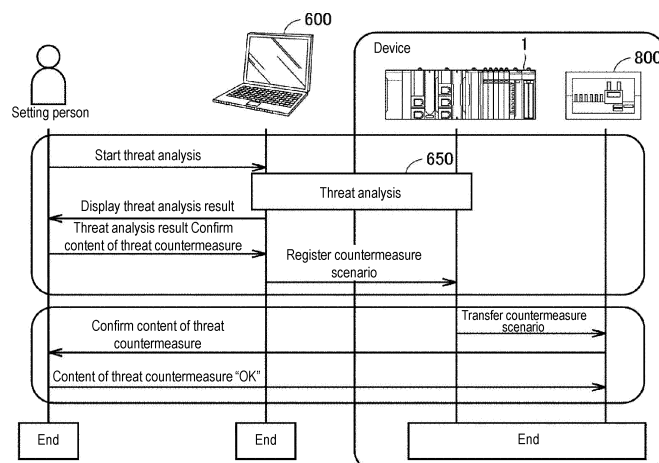 600
Device
1
800
Setting person
Start threat analysis
650
Threat analysis
Display threat analysis result
Threat analysis result Confirm
content of threat countermeasure
Register countermeasure
scenario
Transfer countermeasure
scenario
Confirm content of threat
countermeasure
Content of threat countermeasure “OK”
End
End
End